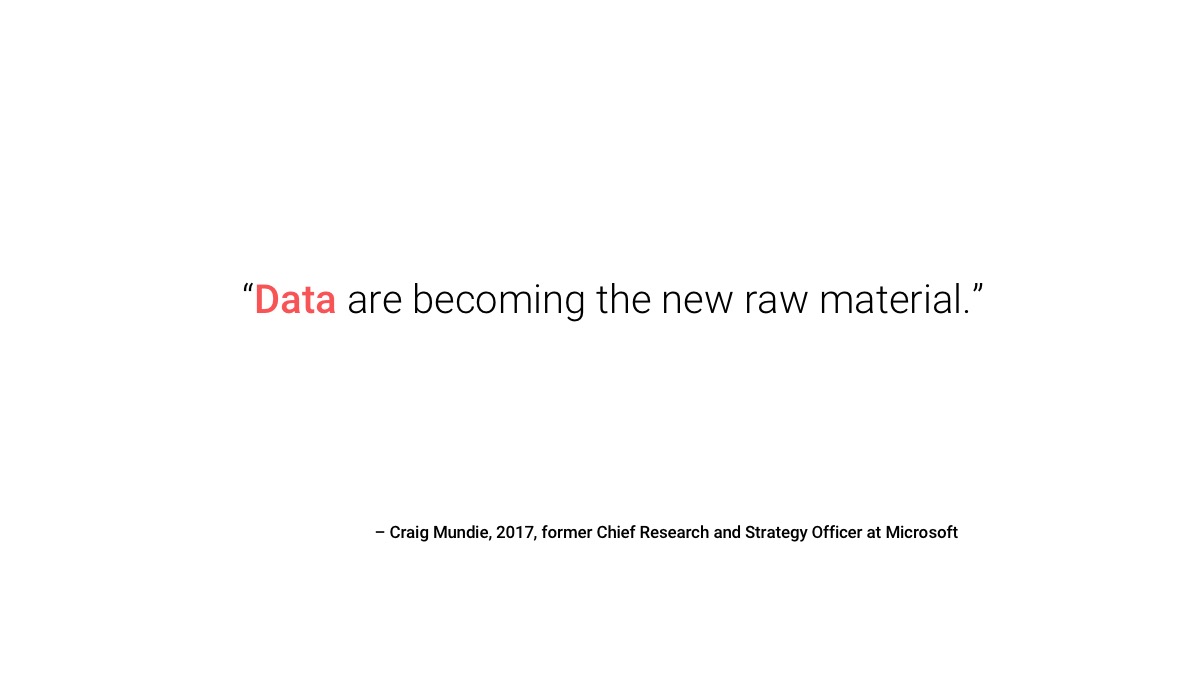 “Data are becoming the new raw material.”
– Craig Mundie, 2017, former Chief Research and Strategy Officer at Microsoft